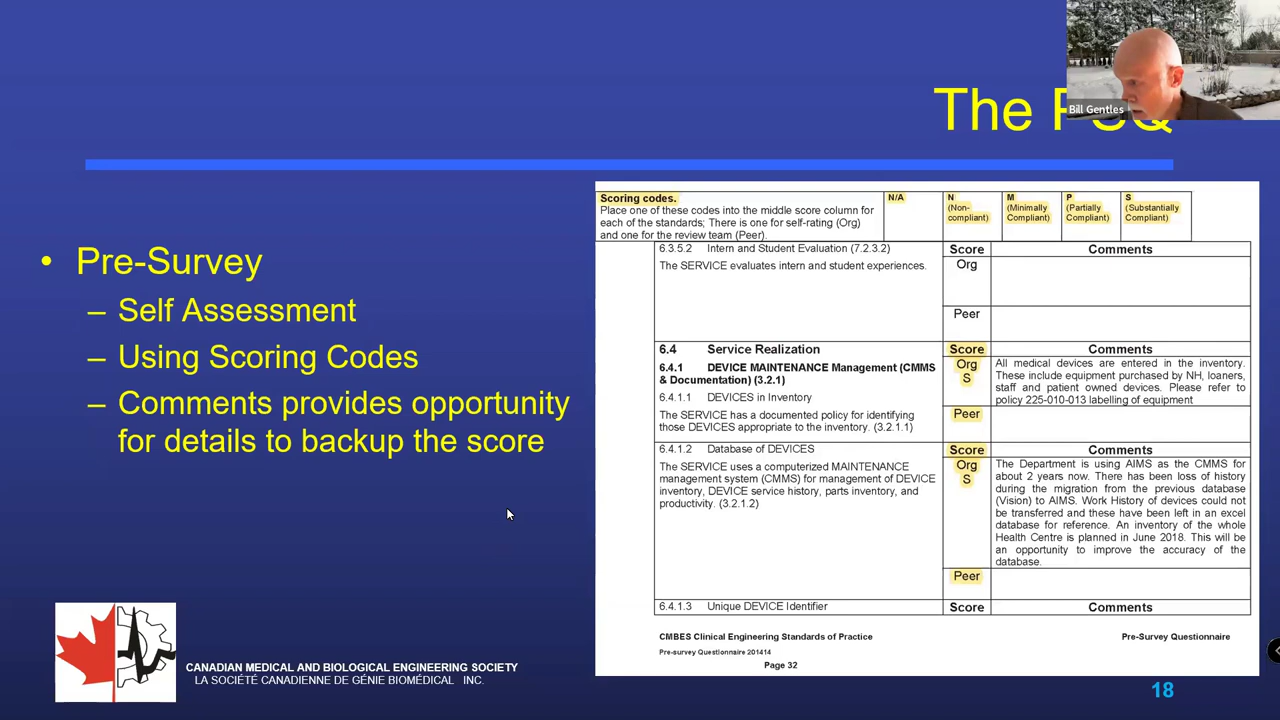 Bill Gentles
The PSQ
• Pre-Survey
– Self Assessment
– Using Scoring Codes
– Comments provides opportunity
for details to backup the score
Scoring codes.
Place one of these codes into the middle score column for
each of the standards; There is one for self-rating (Org)
and one for the review team (Peer).
N/A
N
(Non-
compliant)
M
(Minimally
Compliant)
P
(Partially
Compliant)
S
(Substantially
Compliant)
6.3.5.2 Intern and Student Evaluation (7.2.3.2)
The SERVICE evaluates intern and student experiences.
Score
Comments
Org
Peer
6.4 Service Realization
6.4.1 DEVICE MAINTENANCE Management (CMMS
& Documentation) (3.2.1)
6.4.1.1 DEVICES in Inventory
The SERVICE has a documented policy for identifying
those DEVICES appropriate to the inventory. (3.2.1.1)
Score
Comments
Org
S
All medical devices are entered in the inventory.
These include equipment purchased by NH, loaners,
staff and patient owned devices. Please refer to
policy 225-010-013 labelling of equipment
Peer
6.4.1.2 Database of DEVICES
The SERVICE uses a computerized MAINTENANCE
management system (CMMS) for management of DEVICE
inventory, DEVICE service history, parts inventory, and
productivity. (3.2.1.2)
Score
Comments
Org
S
The Department is using AIMS as the CMMS for
about 2 years now. There has been loss of history
during the migration from the previous database
(Vision) to AIMS. Work History of devices could not
be transferred and these have been left in an excel
database for reference. An inventory of the whole
Health Centre is planned in June 2018. This will be
an opportunity to improve the accuracy of the
database.
Peer
6.4.1.3 Unique DEVICE Identifier
Score
Comments
CMBES Clinical Engineering Standards of Practice
Pre-Survey Questionnaire
Pre-survey Questionnaire 201414
Page 32
CANADIAN MEDICAL AND BIOLOGICAL ENGINEERING SOCIETY
LA SOCIÉTÉ CANADIENNE DE GÉNIE BIOMÉDICAL INC.
18